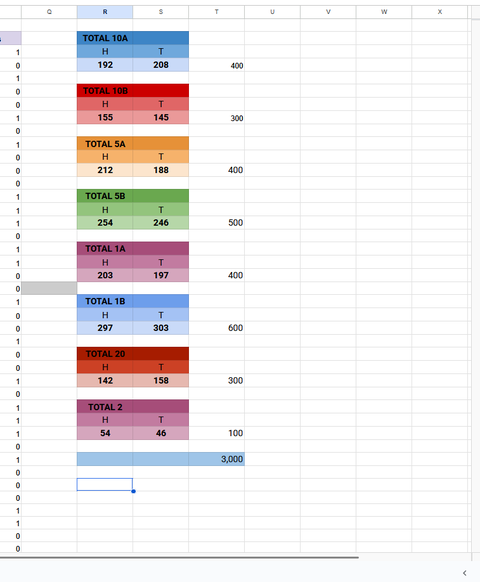 Q R S T U V W X
TOTAL 10A
1 H T
0 192 208 400
1
0 TOTAL 10B
0 H T
1 155 145 300
0
1 TOTAL 5A
0 H T
0 212 188 400
0
1 TOTAL 5B
1 H T
1 254 246 500
0
1 TOTAL 1A
1 H T
0 203 197 400
0
1 TOTAL 1B
0 H T
0 297 303 600
1
0 TOTAL 20
0 H T
1 142 158 300
0
1 TOTAL 2
1 H T
1 54 46 100
0
1 3,000
0
0
0
1
1
0
0